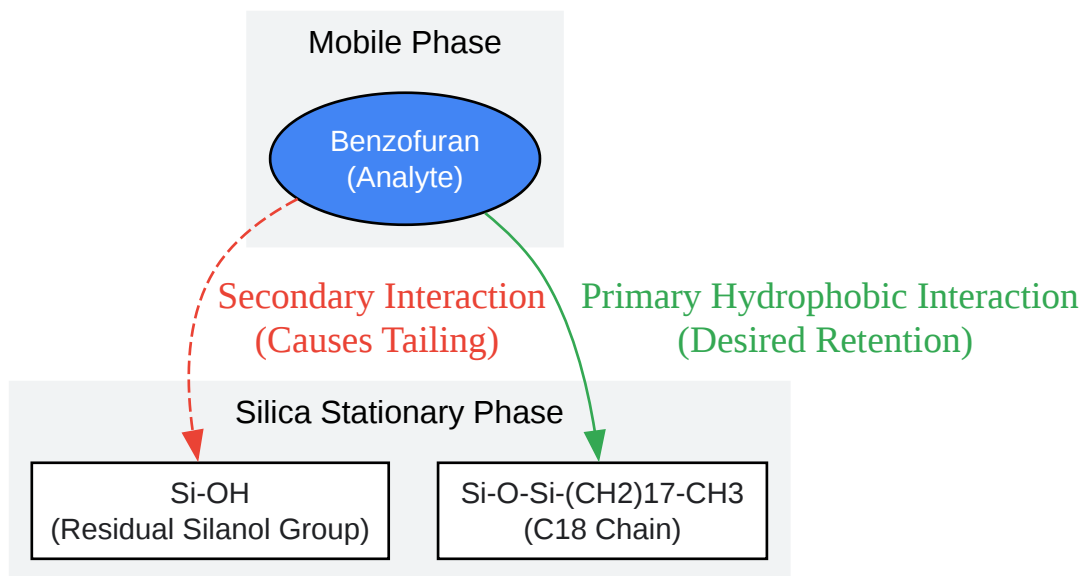 Mobile Phase
Benzofuran
(Analyte)
Secondary Interaction
(Causes Tailing)
Primary Hydrophobic Interaction
(Desired Retention)
Silica Stationary Phase
Si-OH
(Residual Silanol Group)
Si-O-Si-(CH2)17-CH3
(C18 Chain)